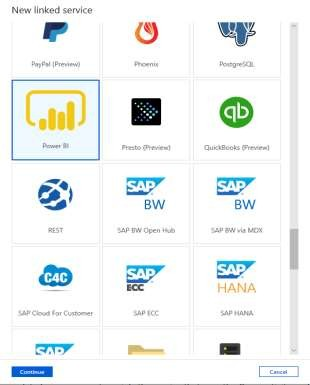 New linked service
PayPal (Preview)
Phoenix
PostgreSQL
Power BI
Presto (Preview)
qb
QuickBooks (Preview)
REST
SAP
BW
SAP BW Open Hub
SAP
BW
SAP BW via MDX
C4C
SAP Cloud For Customer
SAP
ECC
SAP ECC
SAP
HANA
SAP HANA
SAP
Continue
Cancel